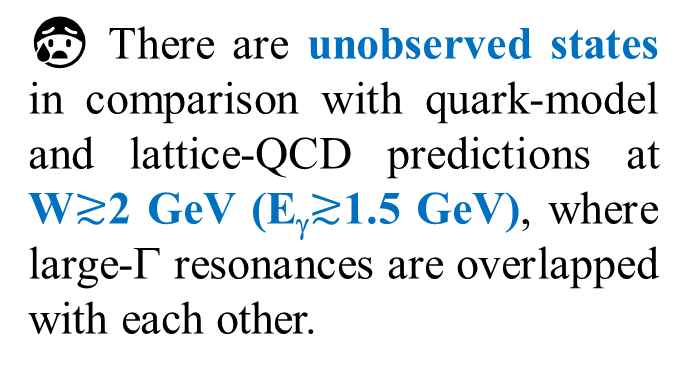 😰 There are unobserved states
in comparison with quark-model
and lattice-QCD predictions at
W≳2 GeV (Eγ≳1.5 GeV), where
large-Γ resonances are overlapped
with each other.